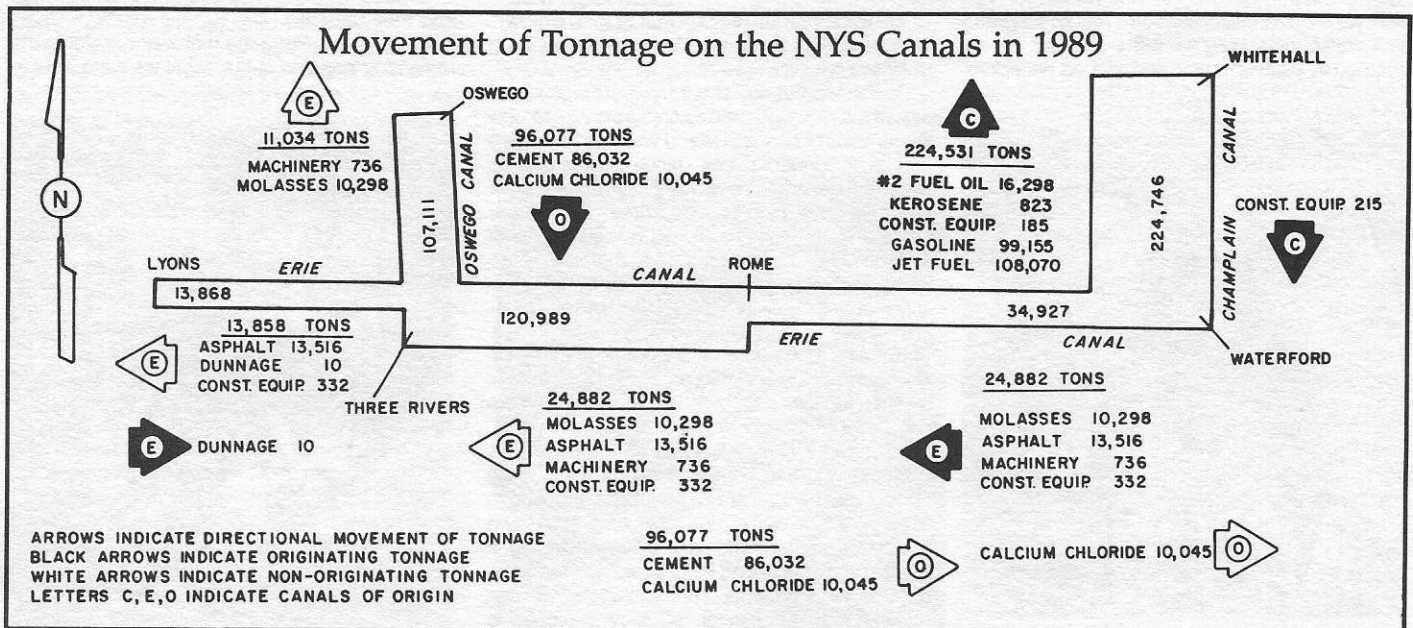 Movement of Tonnage on the NYS Canals in 1989
N
E
11,034 TONS
MACHINERY 736
MOLASSES 10,298
OSWEGO
OSWEGO CANAL
107,111
96,077 TONS
CEMENT 86,032
CALCIUM CHLORIDE 10,045
O
C
224,531 TONS
#2 FUEL OIL 16,298
KEROSENE 823
CONST. EQUIP. 185
GASOLINE 99,155
JET FUEL 108,070
WHITEHALL
CHAMPLAIN CANAL
224,746
CONST. EQUIP. 215
C
LYONS
ERIE CANAL
ROME
13,868
120,989
34,927
ERIE CANAL
WATERFORD
THREE RIVERS
13,858 TONS
ASPHALT 13,516
DUNNAGE 10
CONST. EQUIP. 332
E
E
DUNNAGE 10
24,882 TONS
MOLASSES 10,298
ASPHALT 13,516
MACHINERY 736
CONST. EQUIP. 332
E
24,882 TONS
MOLASSES 10,298
ASPHALT 13,516
MACHINERY 736
CONST. EQUIP. 332
E
ARROWS INDICATE DIRECTIONAL MOVEMENT OF TONNAGE
BLACK ARROWS INDICATE ORIGINATING TONNAGE
WHITE ARROWS INDICATE NON-ORIGINATING TONNAGE
LETTERS C, E, O INDICATE CANALS OF ORIGIN
96,077 TONS
CEMENT 86,032
CALCIUM CHLORIDE 10,045
O
CALCIUM CHLORIDE 10,045
O